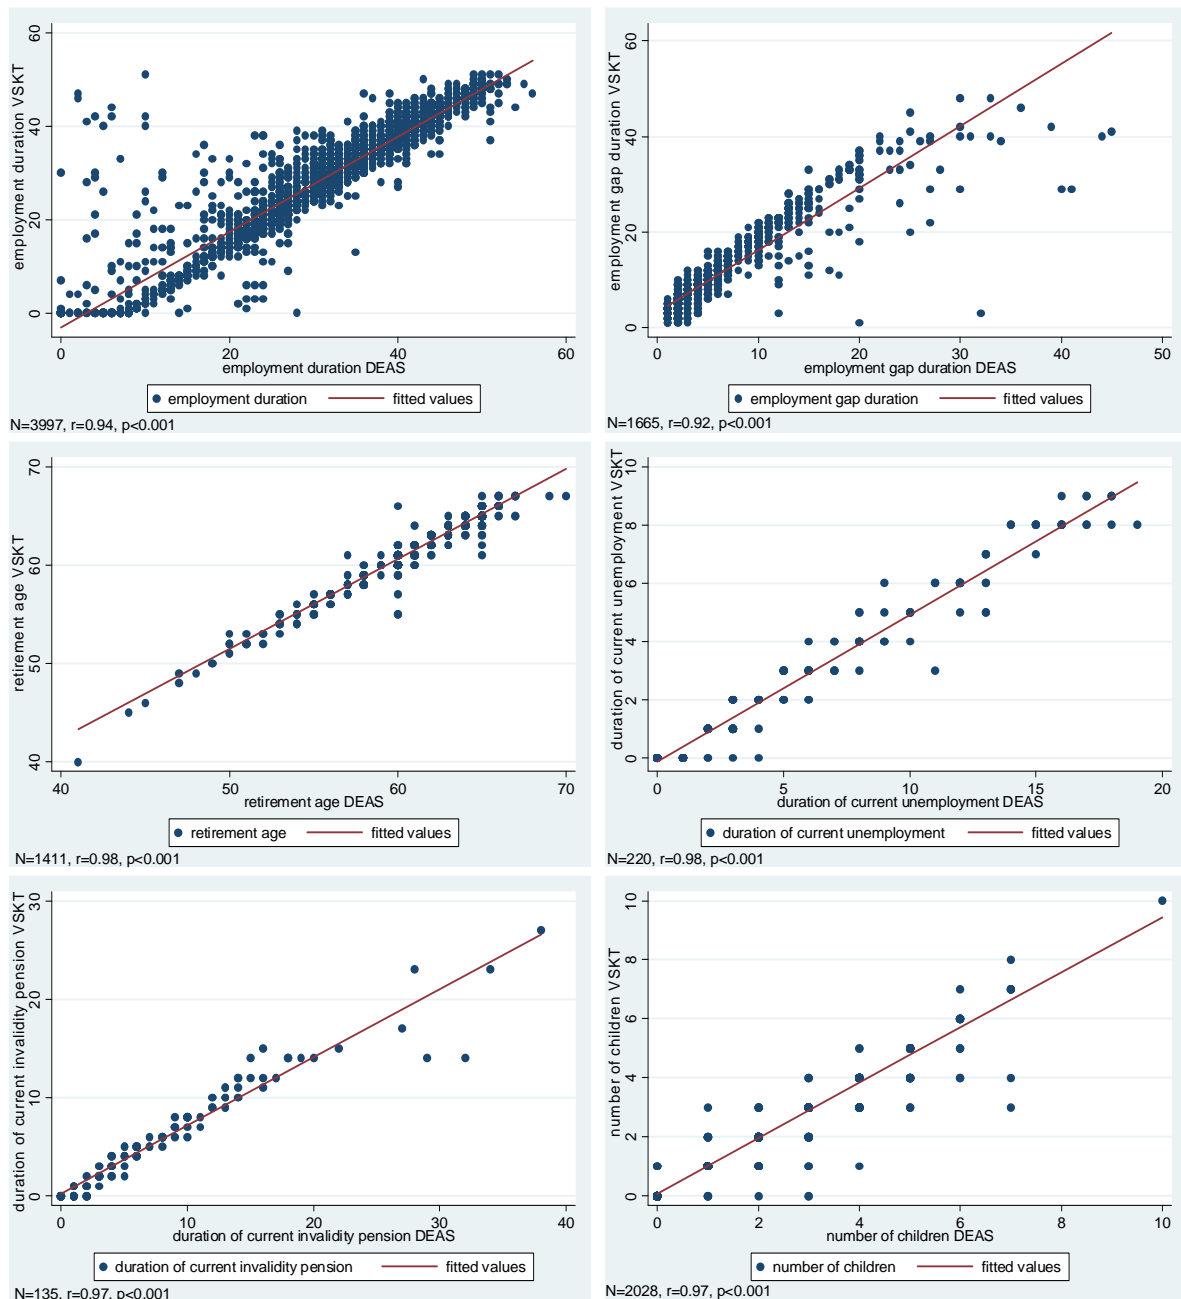 employment duration VSKT
60
40
20
0
0 20 40 60
employment duration DEAS
employment duration fitted values
N=3997, r=0.94, p<0.001
employment gap duration VSKT
60
40
20
0
0 10 20 30 40 50
employment gap duration DEAS
employment gap duration fitted values
N=1665, r=0.92, p<0.001
retirement age VSKT
70
60
50
40
40 50 60 70
retirement age DEAS
retirement age fitted values
N=1411, r=0.98, p<0.001
duration of current unemployment VSKT
10
8
6
4
2
0
0 5 10 15 20
duration of current unemployment DEAS
duration of current unemployment fitted values
N=220, r=0.98, p<0.001
duration of current invalidity pension VSKT
30
20
10
0
0 10 20 30 40
duration of current invalidity pension DEAS
duration of current invalidity pension fitted values
N=135, r=0.97, p<0.001
number of children VSKT
10
8
6
4
2
0
0 2 4 6 8 10
number of children DEAS
number of children fitted values
N=2028, r=0.97, p<0.001